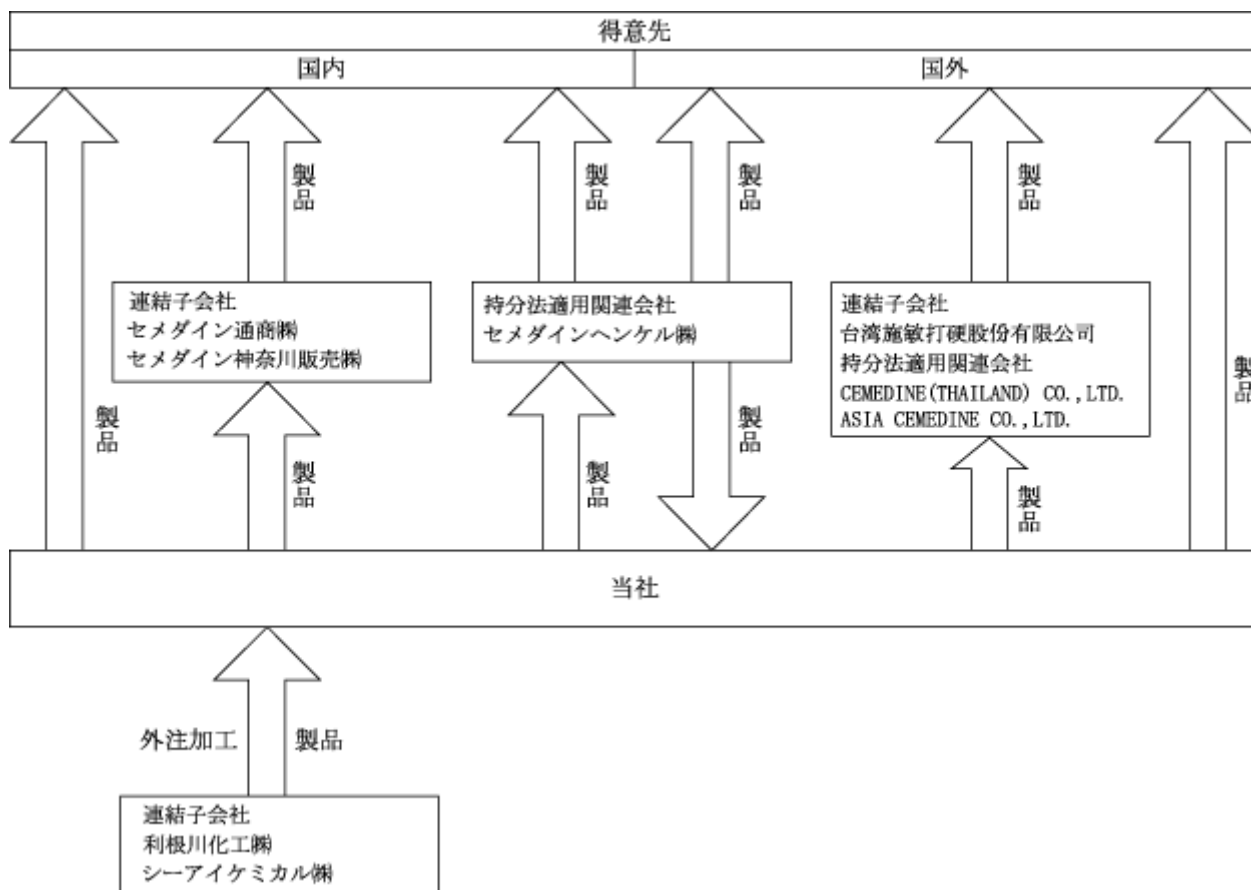 得意先
国内
国外
製品
製品
製品
製品
連結子会社
セメダイン通商㈱
セメダイン神奈川販売㈱
持分法適用関連会社
セメダインヘンケル㈱
連結子会社
台湾施敏打硬股份有限公司
持分法適用関連会社
CEMEDINE(THAILAND) CO.,LTD.
ASIA CEMEDINE CO.,LTD.
製品
製品
製品
製品
製品
製品
当社
外注加工
製品
連結子会社
利根川化工㈱
シーアイケミカル㈱